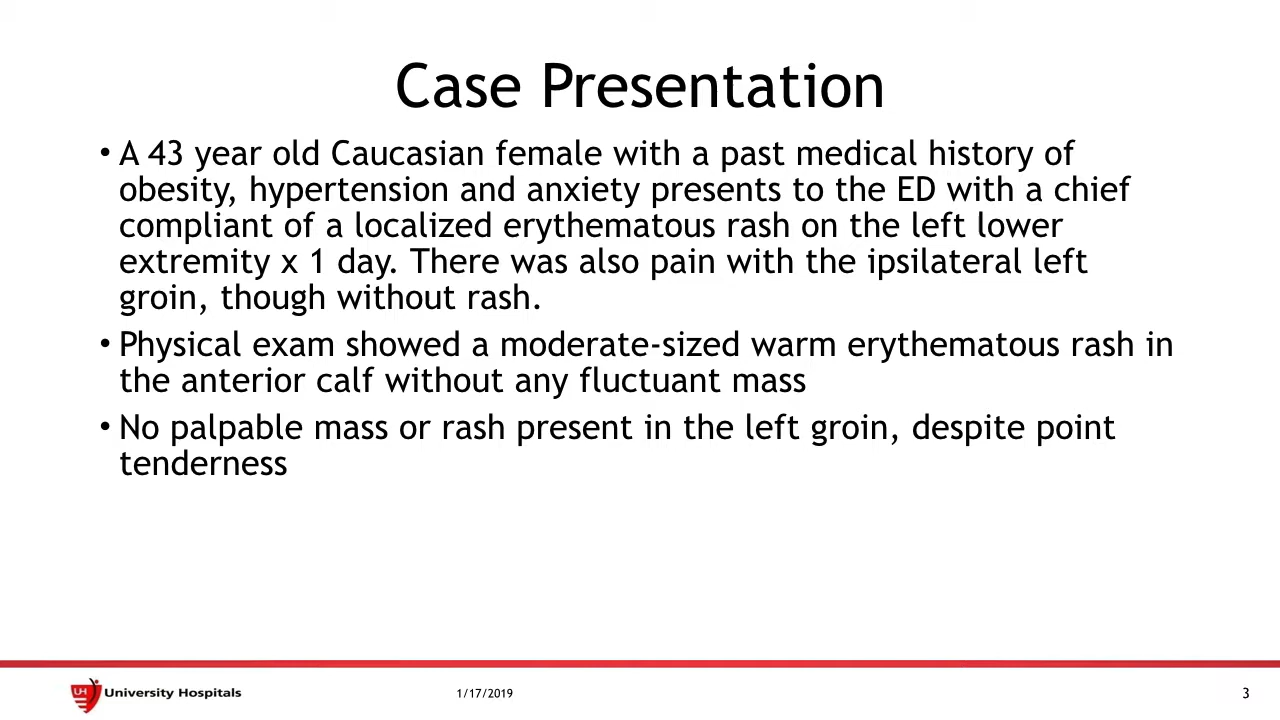 Case Presentation
• A 43 year old Caucasian female with a past medical history of
obesity, hypertension and anxiety presents to the ED with a chief
compliant of a localized erythematous rash on the left lower
extremity x 1 day. There was also pain with the ipsilateral left
groin, though without rash.
• Physical exam showed a moderate-sized warm erythematous rash in
the anterior calf without any fluctuant mass
• No palpable mass or rash present in the left groin, despite point
tenderness
UH University Hospitals
1/17/2019
3